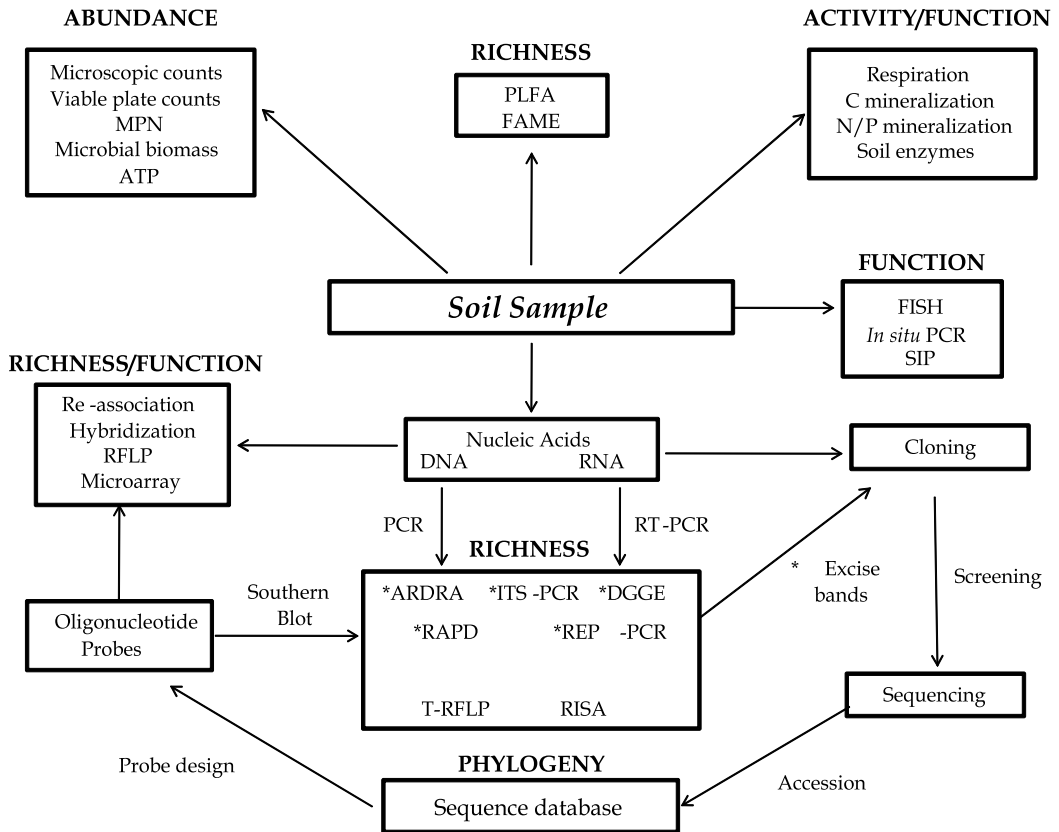 ABUNDANCE
Microscopic counts
Viable plate counts
MPN
Microbial biomass
ATP
RICHNESS
PLFA
FAME
ACTIVITY/FUNCTION
Respiration
C mineralization
N/P mineralization
Soil enzymes
Soil Sample
FUNCTION
FISH
In situ PCR
SIP
RICHNESS/FUNCTION
Re -association
Hybridization
RFLP
Microarray
Nucleic Acids
DNA RNA
Cloning
PCR
RT -PCR
RICHNESS
*ARDRA *ITS -PCR *DGGE
*RAPD *REP -PCR
T-RFLP RISA
* Excise
bands
Screening
Southern
Blot
Oligonucleotide
Probes
Sequencing
Probe design
PHYLOGENY
Sequence database
Accession